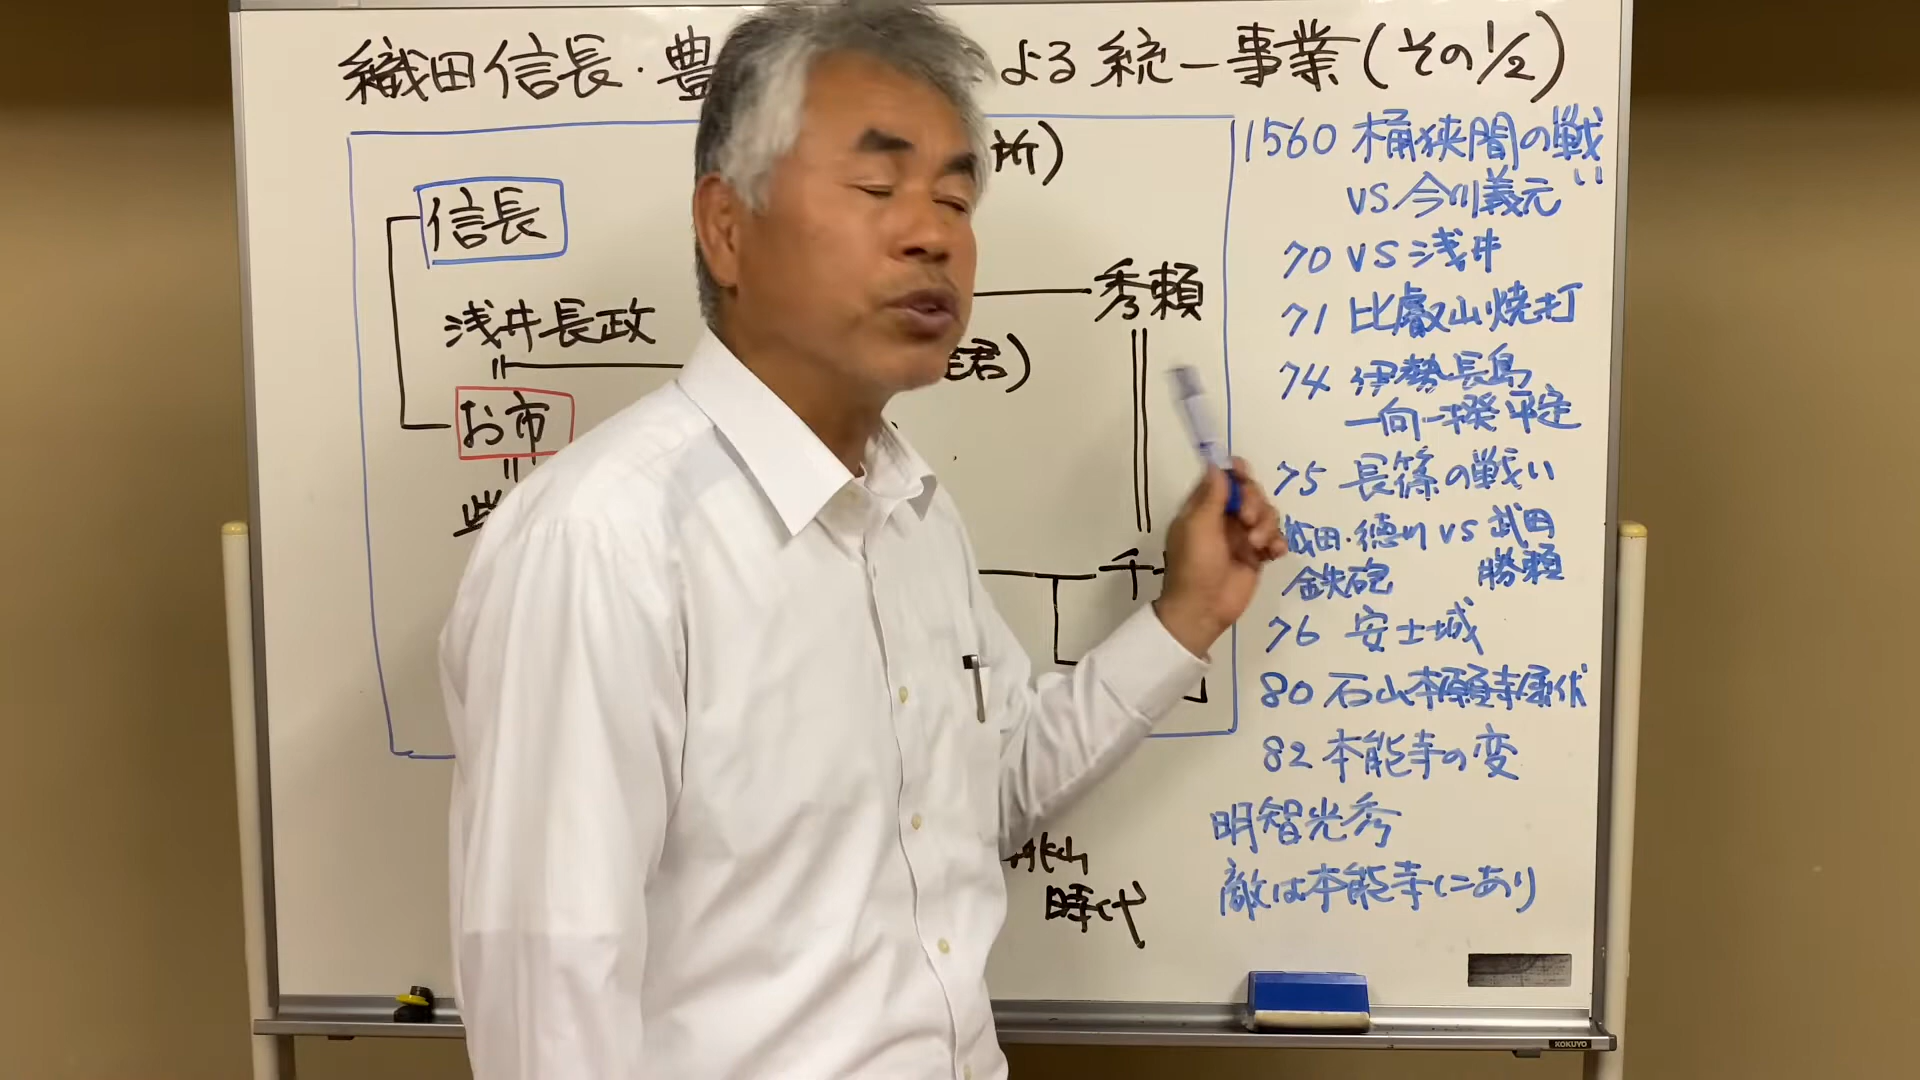 織田信長・豊 よる統一事業(その1/2)
所)
信長
秀頼
浅井長政
君)
お市
千
山
時代
1560 桶狭間の戦い
VS 今川義元
70 VS 浅井
71 比叡山焼打
74 伊勢長島
一向一揆平定
75 長篠の戦い
織田・徳川 VS 武田
鉄砲 勝頼
76 安土城
80 石山本願寺屈伏
82 本能寺の変
明智光秀
敵は本能寺にあり
KOKUYO